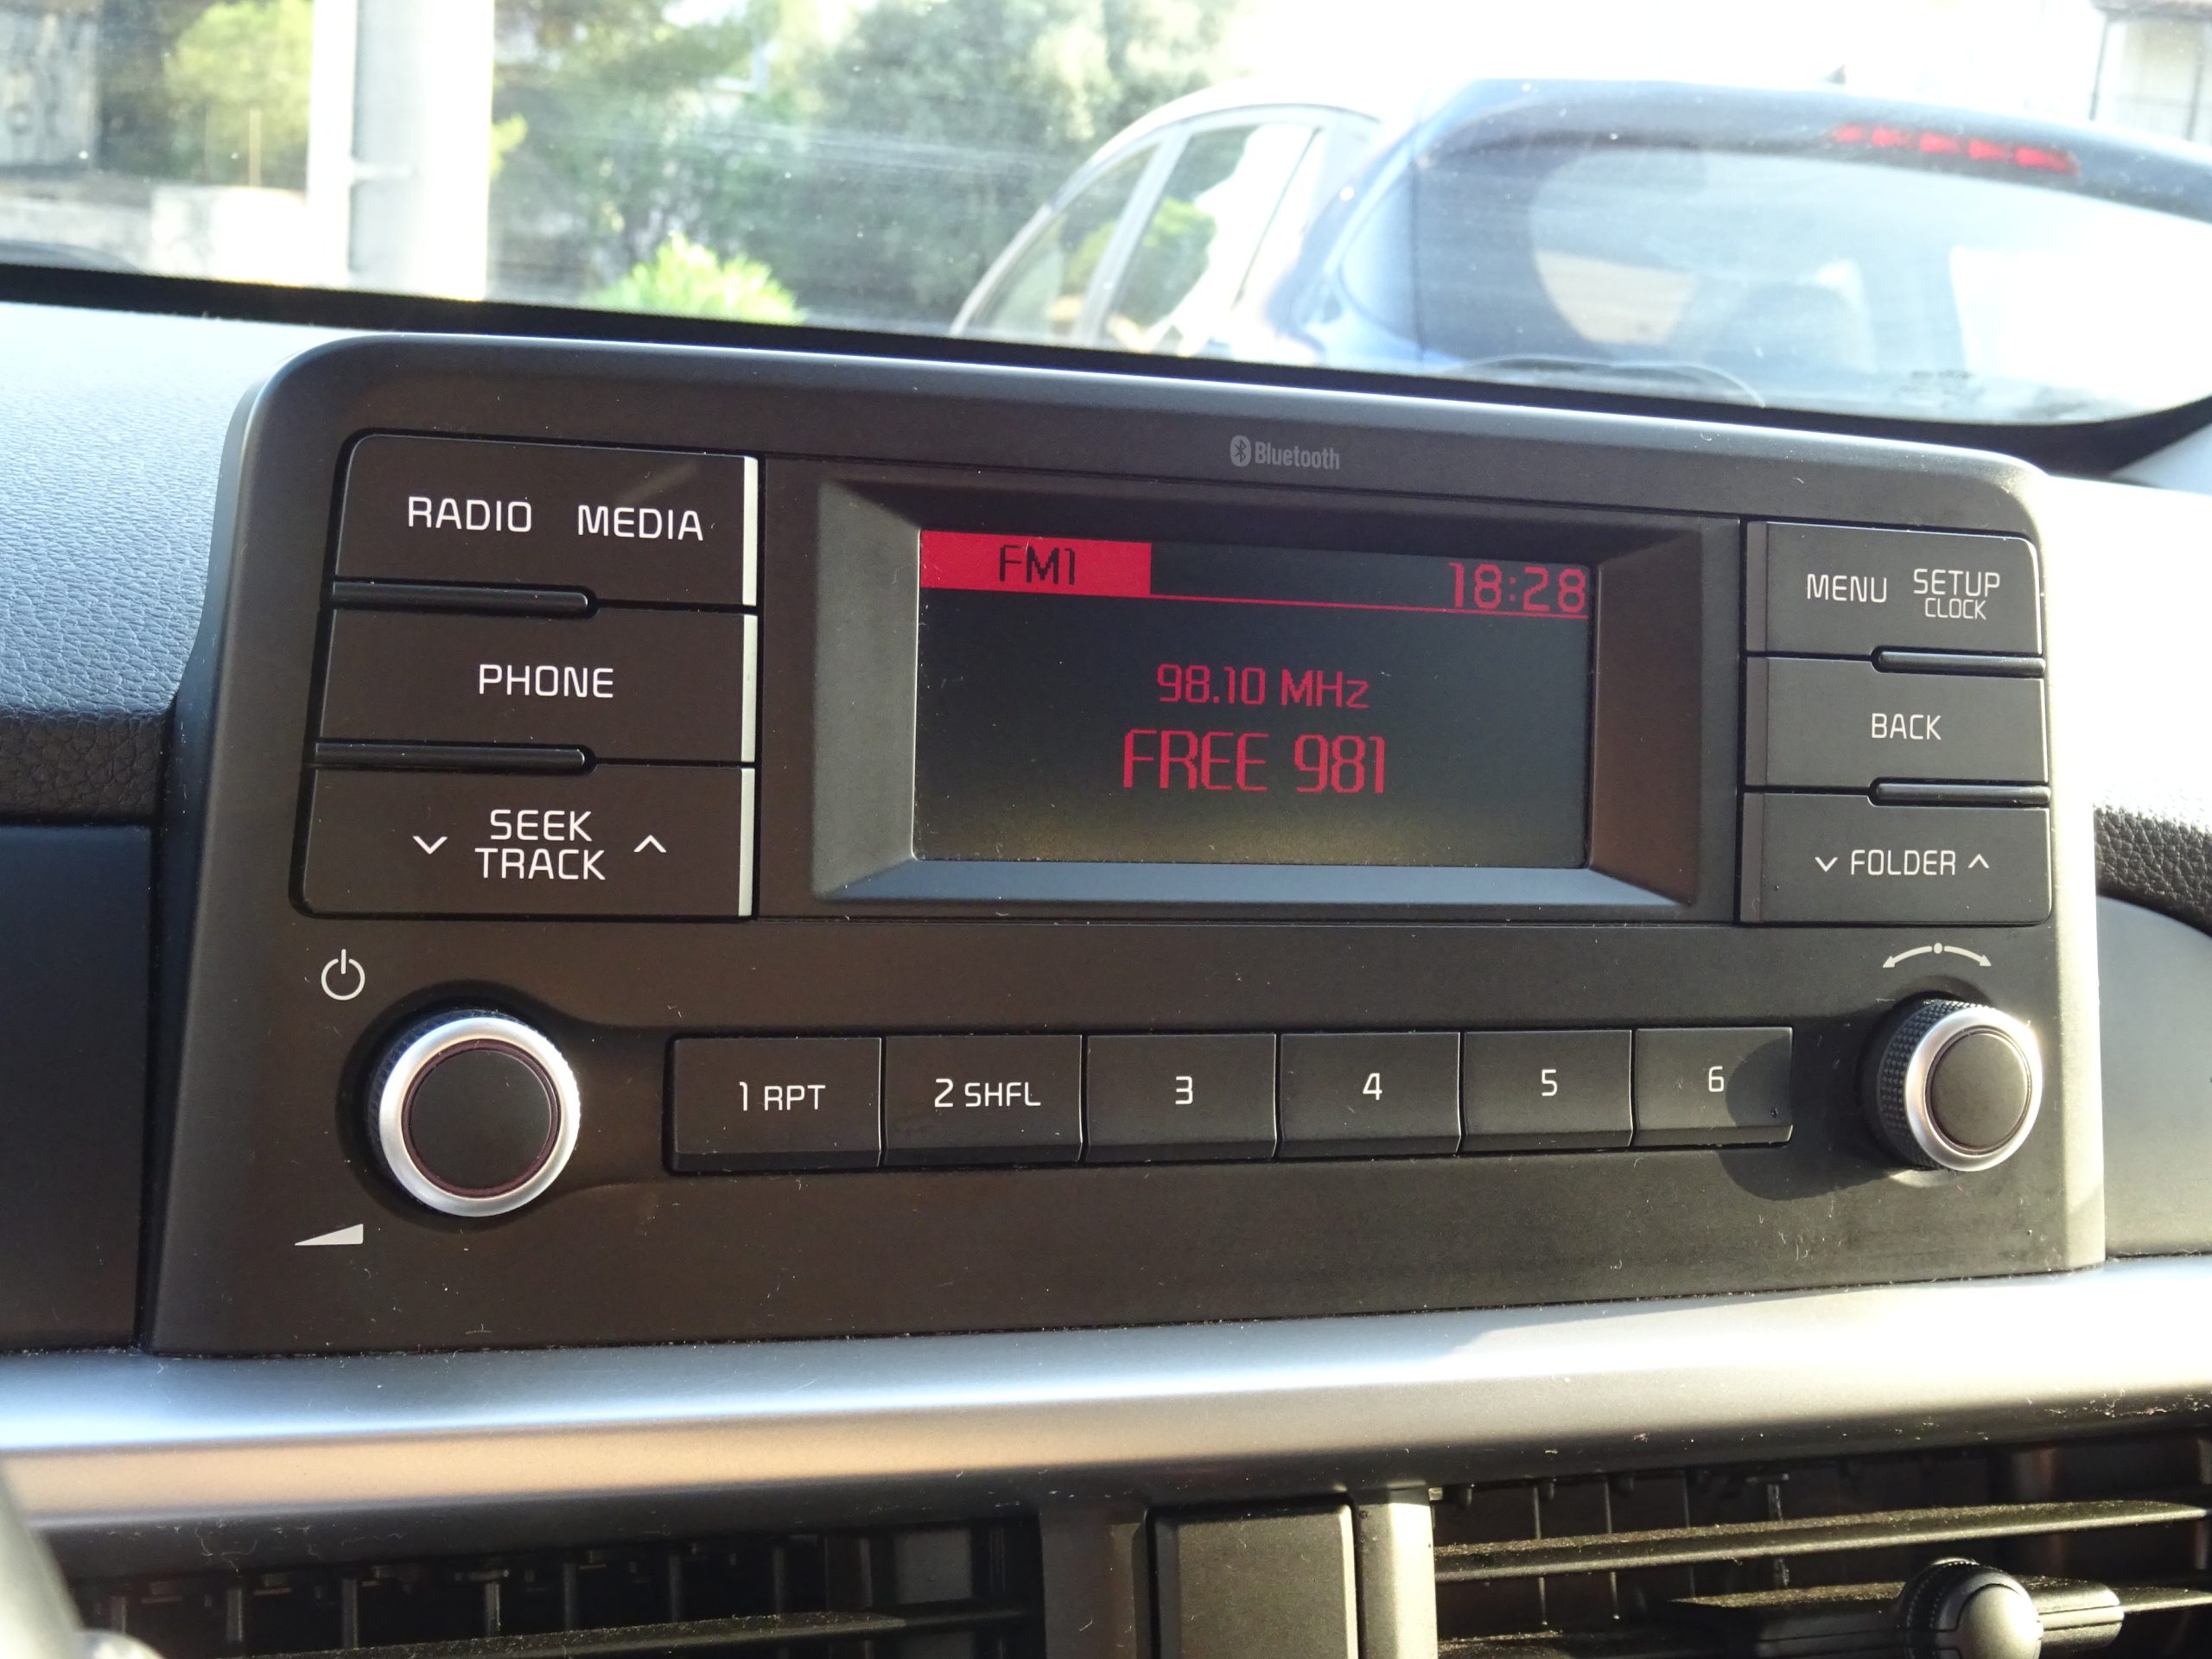 Bluetooth
RADIO MEDIA
FM1 18:28
MENU SETUP
CLOCK
PHONE
98.10 MHz
FREE 981
BACK
SEEK
TRACK
FOLDER
1 RPT 2 SHFL 3 4 5 6